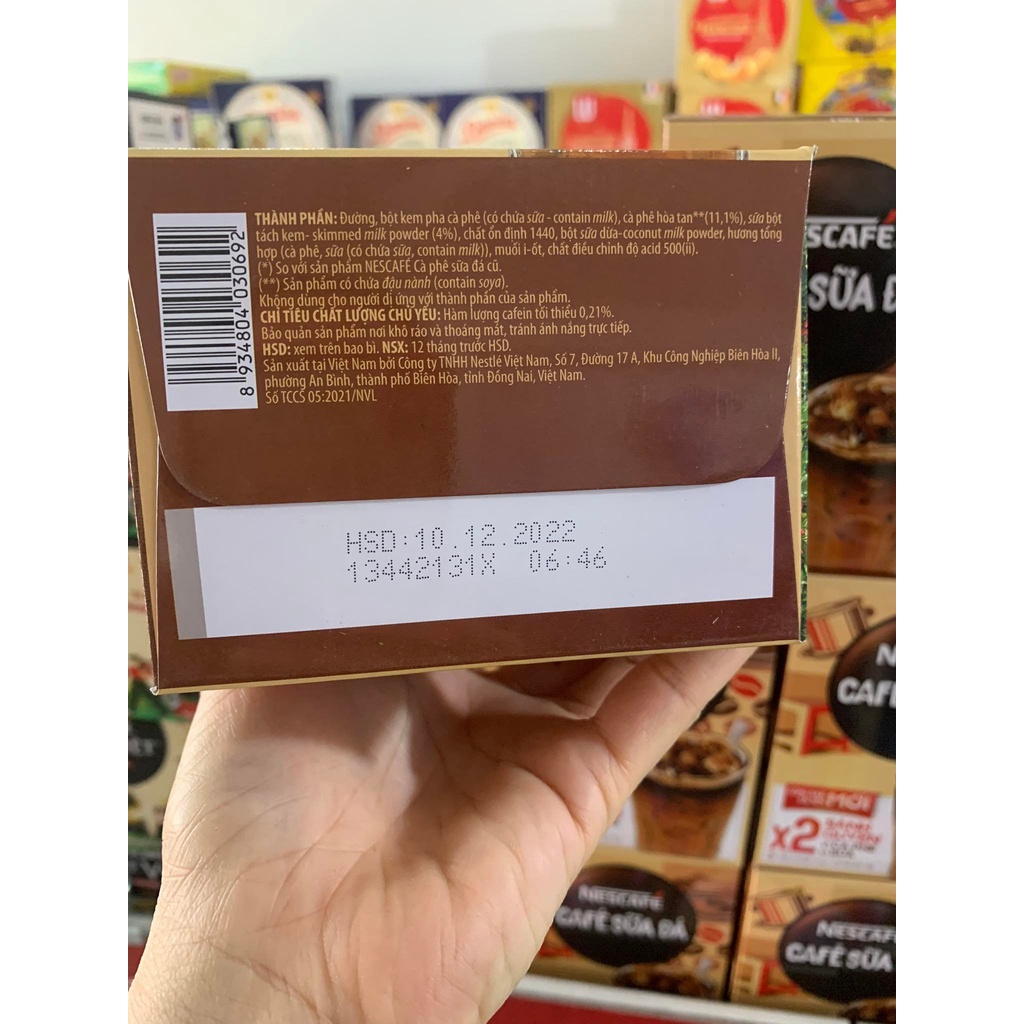 THÀNH PHẦN: Đường, bột kem pha cà phê (có chứa sữa - contain milk), cà phê hòa tan**(11,1%), sữa bột
tách kem- skimmed milk powder (4%), chất ổn định 1440, bột sữa dừa-coconut milk powder, hương tổng
hợp (cà phê, sữa (có chứa sữa, contain milk)), muối i-ốt, chất điều chỉnh độ acid 500(ii).
(*) So với sản phẩm NESCAFÉ Cà phê sữa đá cũ.
(**) Sản phẩm có chứa đậu nành (contain soya).
Không dùng cho người dị ứng với thành phần của sản phẩm.
CHỈ TIÊU CHẤT LƯỢNG CHỦ YẾU: Hàm lượng cafein tối thiểu 0,21%.
Bảo quản sản phẩm nơi khô ráo và thoáng mát, tránh ánh nắng trực tiếp.
HSD: xem trên bao bì. NSX: 12 tháng trước HSD.
Sản xuất tại Việt Nam bởi Công ty TNHH Nestlé Việt Nam, Số 7, Đường 17 A, Khu Công Nghiệp Biên Hòa II,
phường An Bình, thành phố Biên Hòa, tỉnh Đồng Nai, Việt Nam.
Số TCCS 05:2021/NVL
8 934804 030692
HSD:10.12.2022
13442131X 06:46
SCAFÉ
SỮA Đ
N
CAFÉ
MỚI
x2
NESCAFÉ
CAFÉ SỮA ĐÁ
NESCAF
CAFÉ SỮA